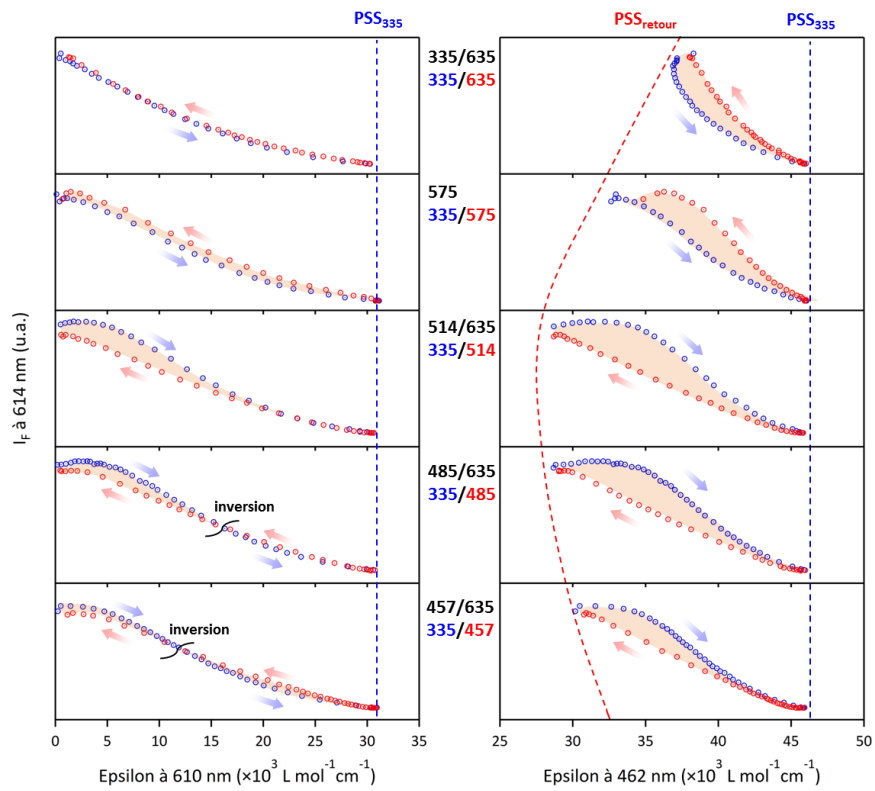 PSS335
PSSretour
PSS335
335/635
335/635
575
335/575
514/635
335/514
485/635
335/485
inversion
457/635
335/457
inversion
IF à 614 nm (u.a.)
0 5 10 15 20 25 30 35
25 30 35 40 45 50
Epsilon à 610 nm (×10³ L mol⁻¹ cm⁻¹)
Epsilon à 462 nm (×10³ L mol⁻¹ cm⁻¹)